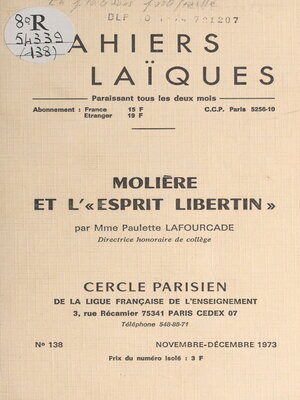 DLP
8º R
54339
(138)
CAHIERS
LAÏQUES
Paraissant tous les deux mois
Abonnement : France 15 F
Etranger 19 F
C.C.P. Paris 5256-10
MOLIÈRE
ET L'«ESPRIT LIBERTIN»
par Mme Paulette LAFOURCADE
Directrice honoraire de collège
CERCLE PARISIEN
DE LA LIGUE FRANÇAISE DE L'ENSEIGNEMENT
3, rue Récamier 75341 PARIS CEDEX 07
Téléphone 548-88-71
Nº 138
NOVEMBRE-DÉCEMBRE 1973
Prix du numéro isolé : 3 F